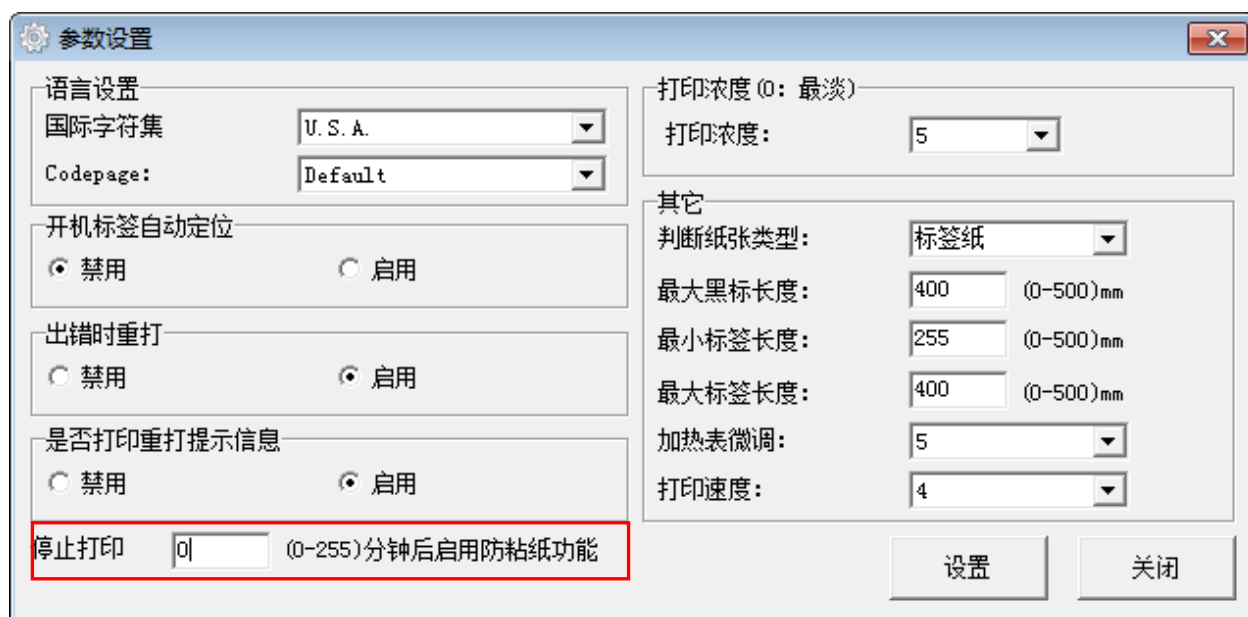 参数设置
语言设置
国际字符集 U.S.A.
Codepage: Default
开机标签自动定位
禁用 启用
出错时重打
禁用 启用
是否打印重打提示信息
禁用 启用
停止打印 0 (0-255)分钟后启用防粘纸功能
打印浓度(0: 最淡)
打印浓度: 5
其它
判断纸张类型: 标签纸
最大黑标长度: 400 (0-500)mm
最小标签长度: 255 (0-500)mm
最大标签长度: 400 (0-500)mm
加热表微调: 5
打印速度: 4
设置 关闭